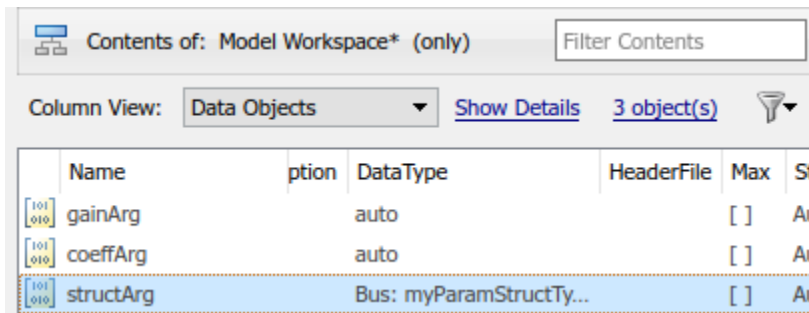 Contents of: Model Workspace* (only) Filter Contents
Column View: Data Objects Show Details 3 object(s)
Name ption DataType HeaderFile Max
gainArg auto [ ]
coeffArg auto [ ]
structArg Bus: myParamStructTy... [ ]